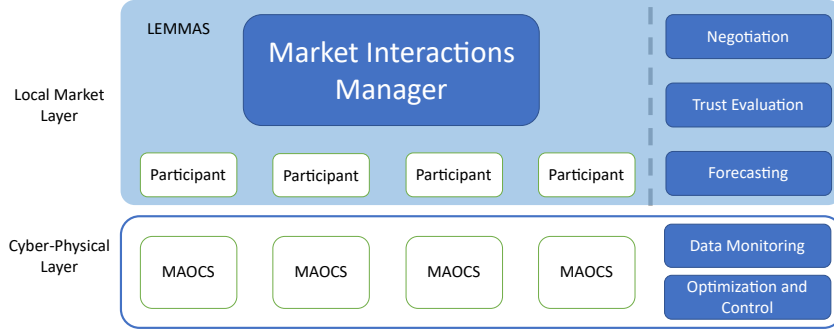 LEMMAS
Market Interactions
Manager
Negotiation
Local Market
Layer
Trust Evaluation
Participant
Participant
Participant
Participant
Forecasting
Cyber-Physical
Layer
MAOCS
MAOCS
MAOCS
MAOCS
Data Monitoring
Optimization and
Control